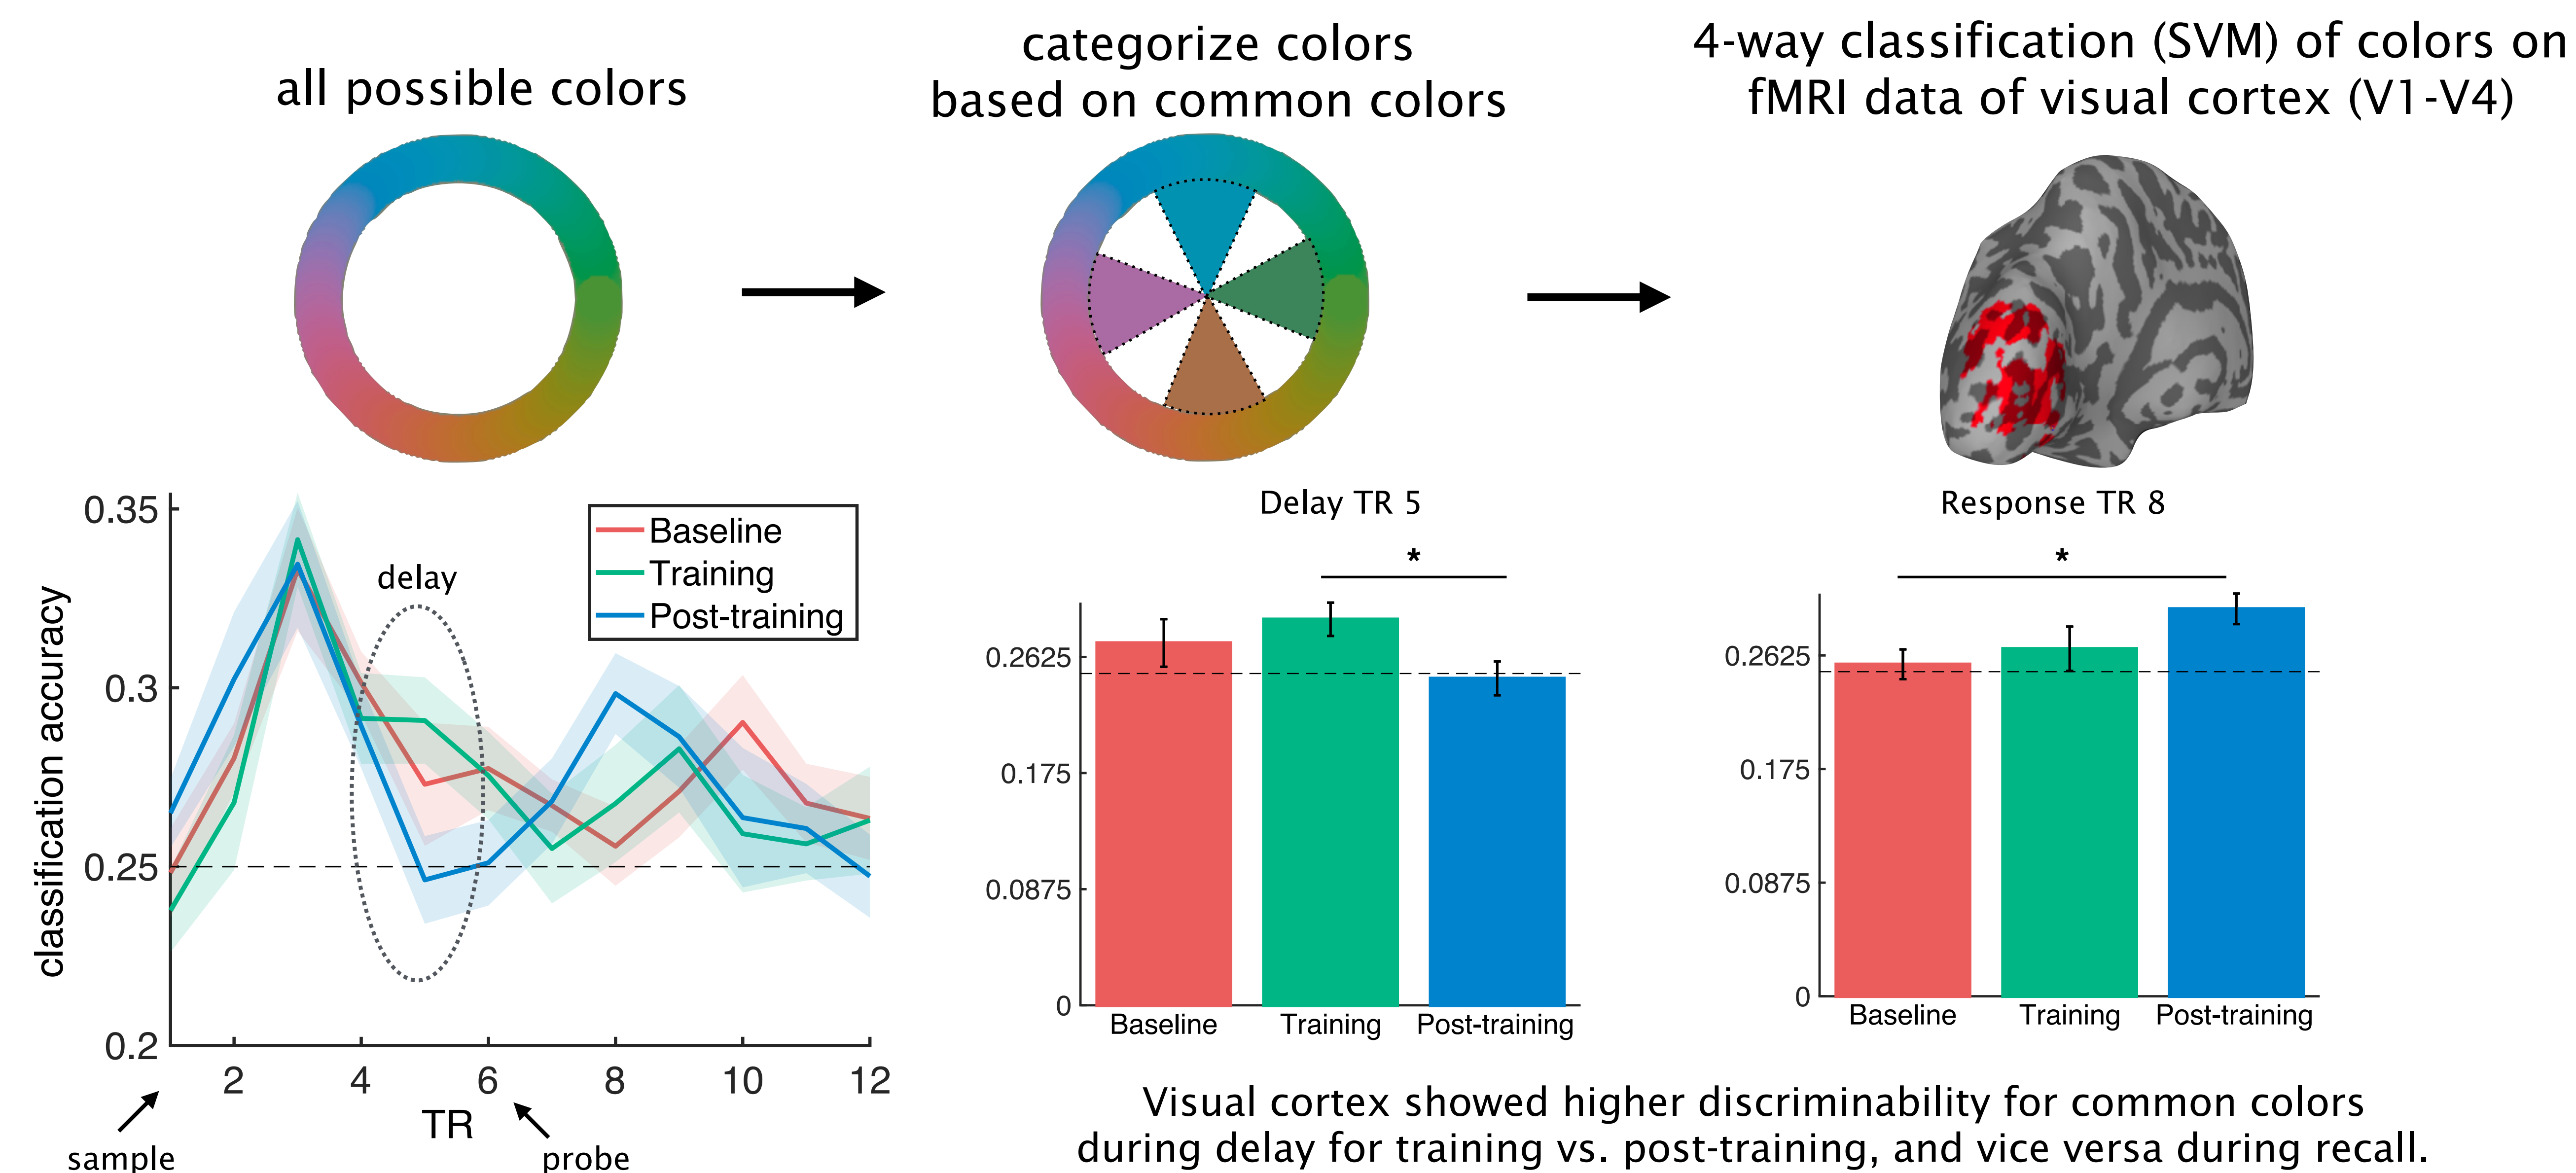 all possible colors
categorize colors
based on common colors
4-way classification (SVM) of colors on
fMRI data of visual cortex (V1-V4)
classification accuracy
0.35
0.3
0.25
0.2
delay
Baseline
Training
Post-training
2
4
6
8
10
12
TR
sample
probe
Delay TR 5
*
0.2625
0.175
0.0875
0
Baseline
Training
Post-training
Response TR 8
*
0.2625
0.175
0.0875
0
Baseline
Training
Post-training
Visual cortex showed higher discriminability for common colors
during delay for training vs. post-training, and vice versa during recall.